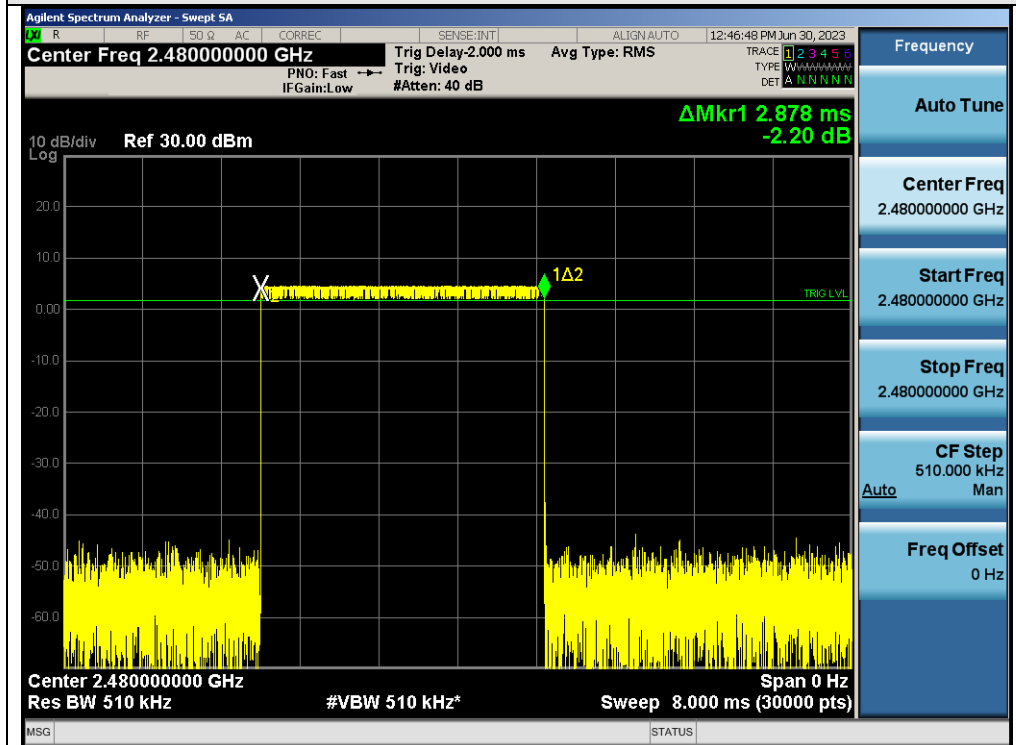 Agilent Spectrum Analyzer - Swept SA
LXI R RF 50 Ω AC CORREC SENSE:INT ALIGN AUTO 12:46:48 PM Jun 30, 2023
Center Freq 2.480000000 GHz
PNO: Fast
IFGain:Low
Trig Delay-2.000 ms
Trig: Video
#Atten: 40 dB
Avg Type: RMS
TRACE 1 2 3 4 5 6
TYPE WWWWWW
DET A N N N N N
ΔMkr1 2.878 ms
-2.20 dB
10 dB/div Ref 30.00 dBm
Log
20.0
10.0
0.00
-10.0
-20.0
-30.0
-40.0
-50.0
-60.0
X
1Δ2
TRIG LVL
Center 2.480000000 GHz Span 0 Hz
Res BW 510 kHz #VBW 510 kHz* Sweep 8.000 ms (30000 pts)
MSG STATUS
Frequency
Auto Tune
Center Freq
2.480000000 GHz
Start Freq
2.480000000 GHz
Stop Freq
2.480000000 GHz
CF Step
510.000 kHz
Auto Man
Freq Offset
0 Hz